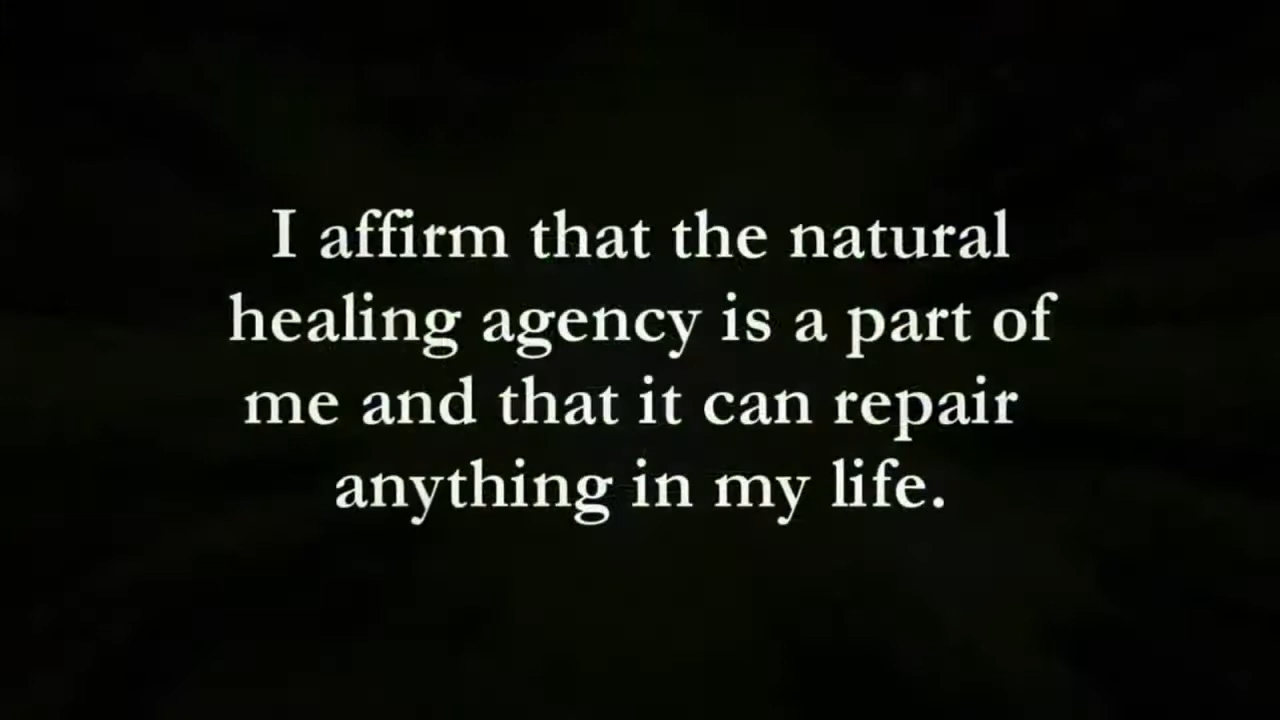 I affirm that the natural
healing agency is a part of
me and that it can repair
anything in my life.